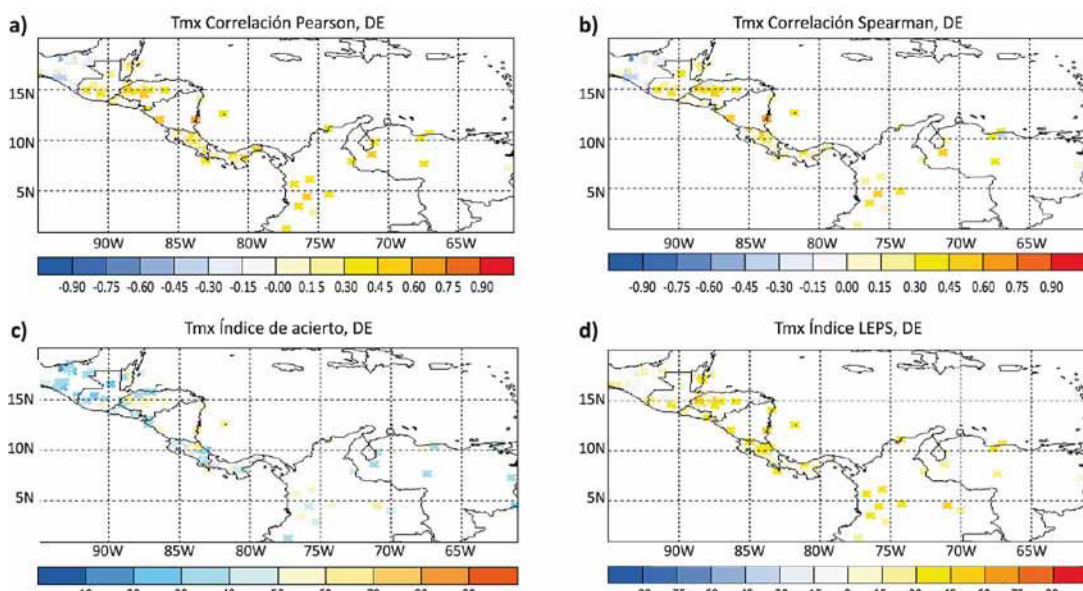 a) Tmx Correlación Pearson, DE
15N
10N
5N
90W 85W 80W 75W 70W 65W
-0.90 -0.75 -0.60 -0.45 -0.30 -0.15 -0.00 0.15 0.30 0.45 0.60 0.75 0.90
b) Tmx Correlación Spearman, DE
15N
10N
5N
90W 85W 80W 75W 70W 65W
-0.90 -0.75 -0.60 -0.45 -0.30 -0.15 0.00 0.15 0.30 0.45 0.60 0.75 0.90
c) Tmx Índice de acierto, DE
15N
10N
5N
90W 85W 80W 75W 70W 65W
d) Tmx Índice LEPS, DE
15N
10N
5N
90W 85W 80W 75W 70W 65W